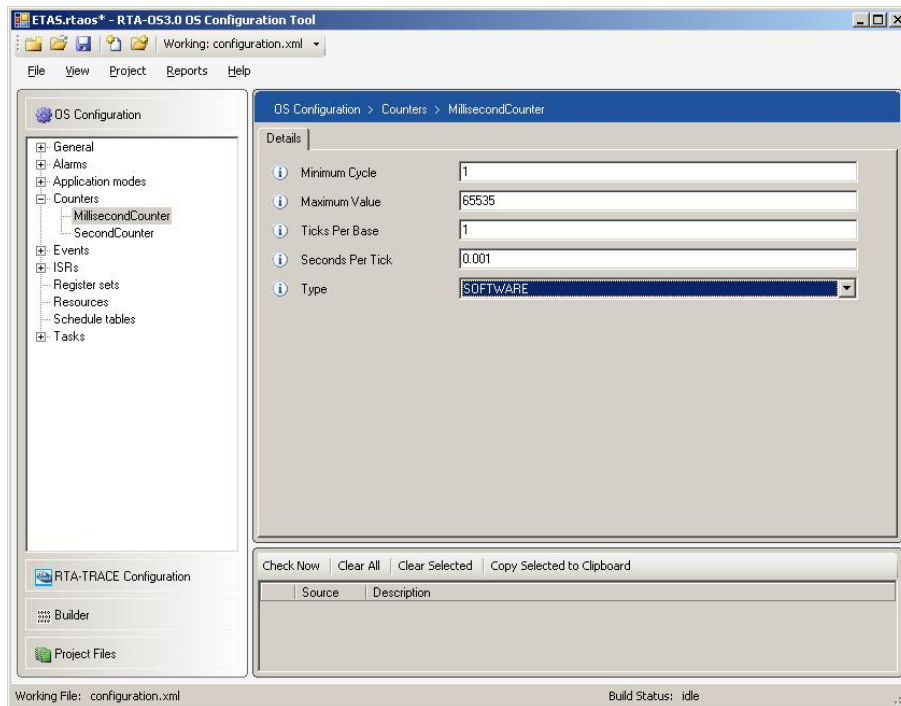 ETAS.rtaos* - RTA-OS3.0 OS Configuration Tool
Working: configuration.xml
File View Project Reports Help
OS Configuration
General
Alarms
Application modes
Counters
MillisecondCounter
SecondCounter
Events
ISRs
Register sets
Resources
Schedule tables
Tasks
RTA-TRACE Configuration
Builder
Project Files
OS Configuration > Counters > MillisecondCounter
Details
Minimum Cycle 1
Maximum Value 65535
Ticks Per Base 1
Seconds Per Tick 0.001
Type SOFTWARE
Check Now Clear All Clear Selected Copy Selected to Clipboard
Source Description
Working File: configuration.xml Build Status: idle